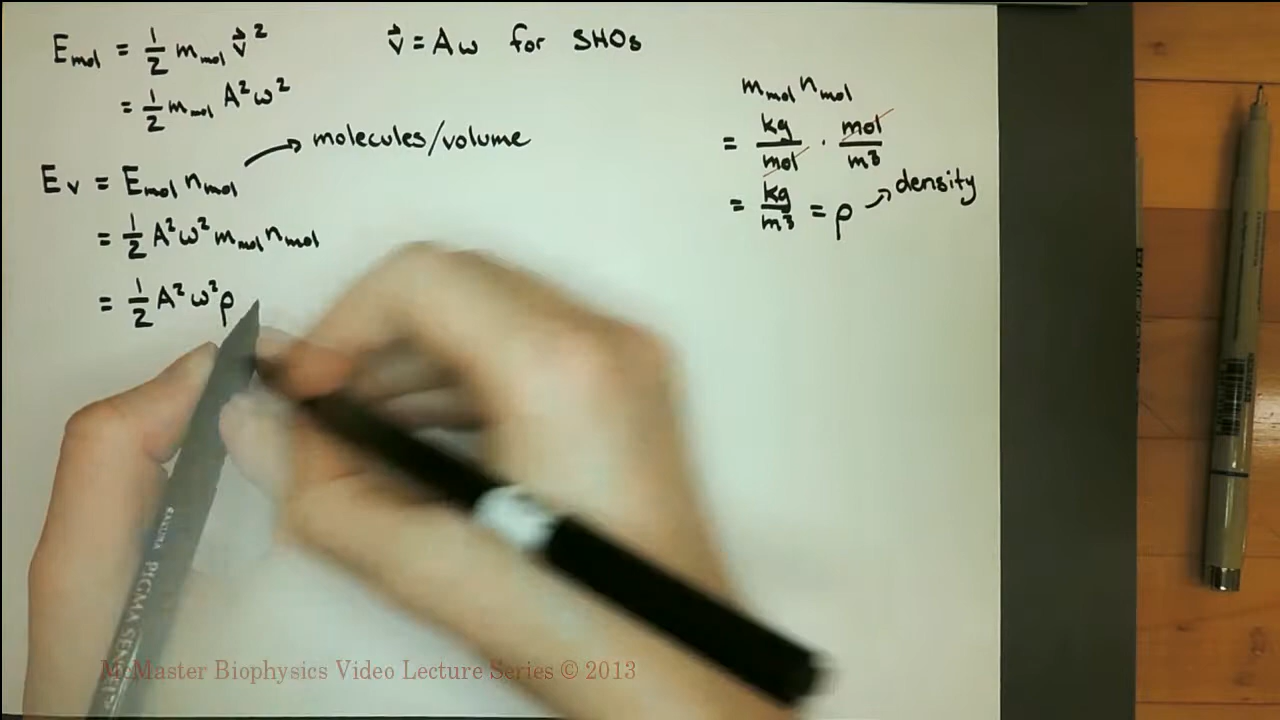 E_mol = 1/2 m_mol v⃗²
v⃗ = Aω for SHOs
= 1/2 m_mol A²ω²
molecules/volume
E_v = E_mol n_mol
= 1/2 A²ω² m_mol n_mol
= 1/2 A²ω²ρ
m_mol n_mol
= kg/mol · mol/m³
= kg/m³ = ρ → density
PIGMA
McMaster Biophysics Video Lecture Series © 2013